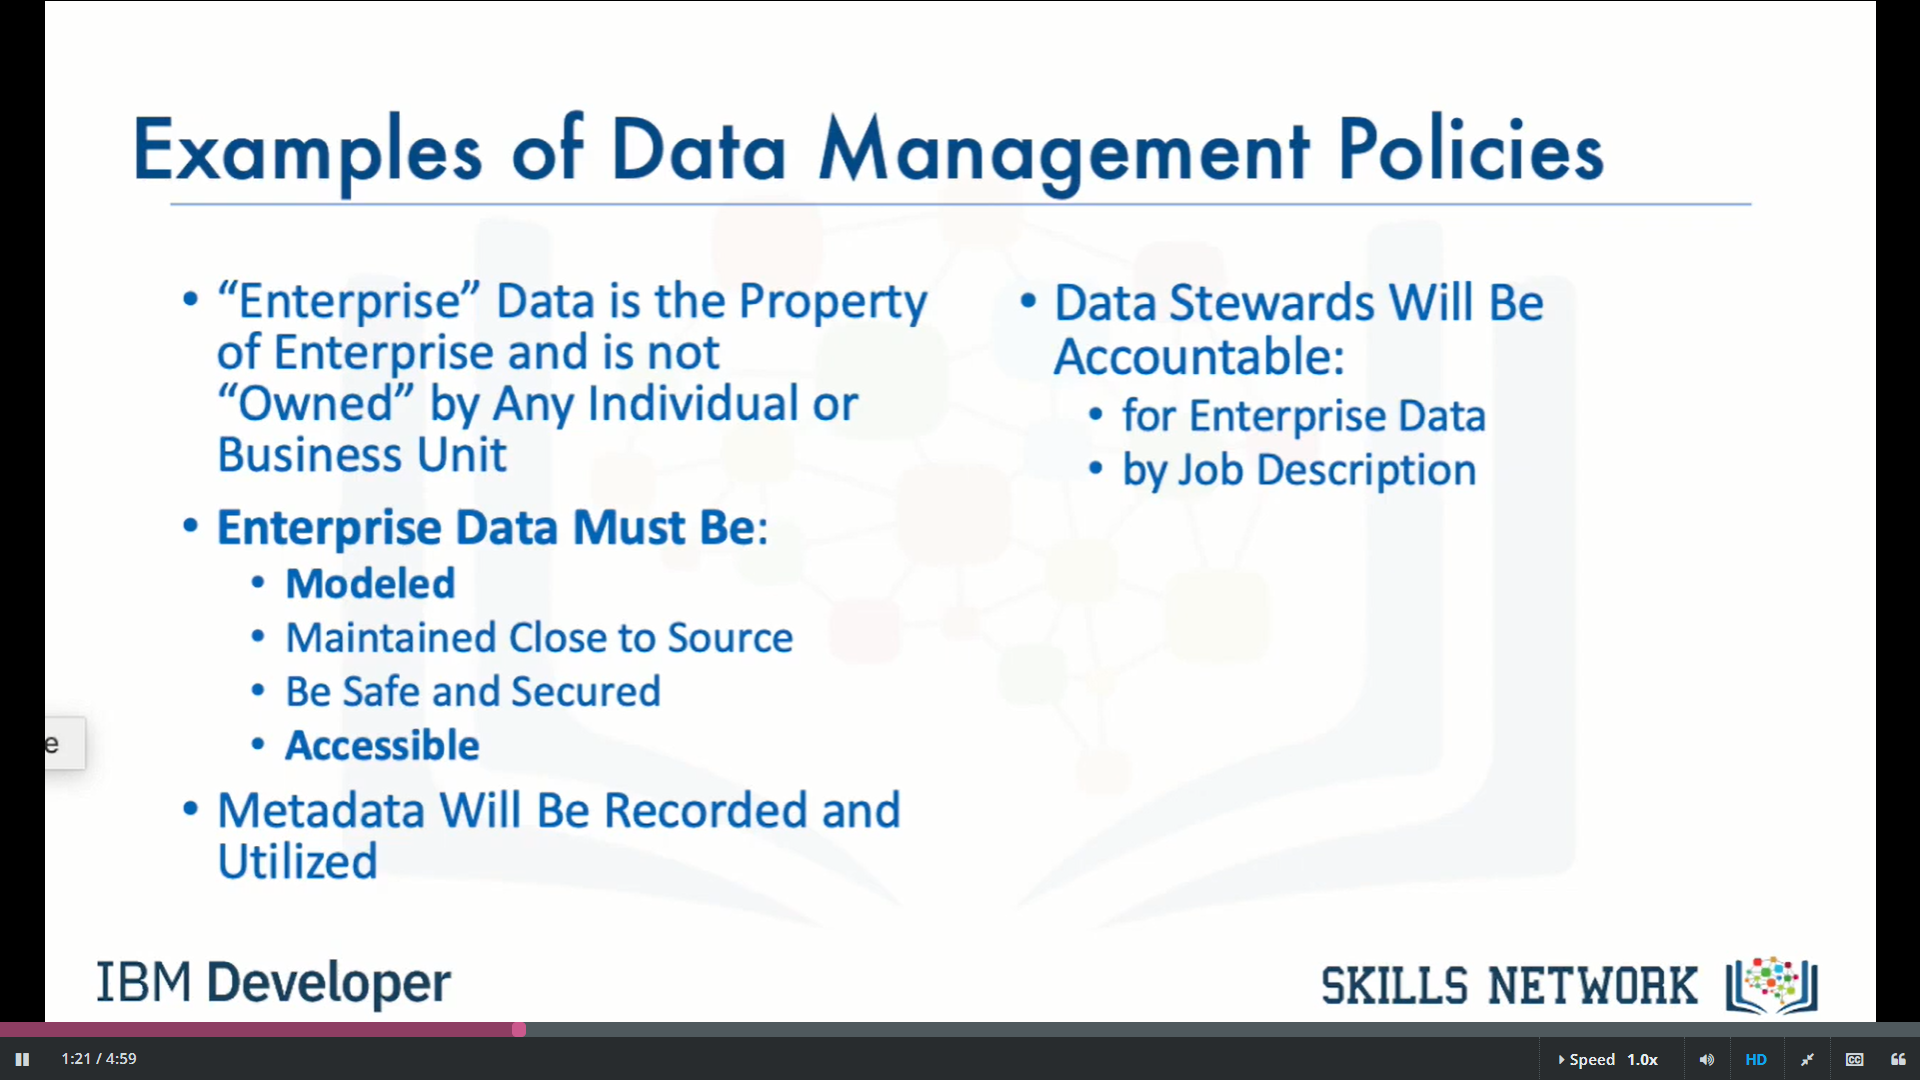 Examples of Data Management Policies
• “Enterprise” Data is the Property
of Enterprise and is not
“Owned” by Any Individual or
Business Unit
• Enterprise Data Must Be:
• Modeled
• Maintained Close to Source
• Be Safe and Secured
• Accessible
• Metadata Will Be Recorded and
Utilized
• Data Stewards Will Be
Accountable:
• for Enterprise Data
• by Job Description
e
IBM Developer
SKILLS NETWORK
1:21 / 4:59
Speed 1.0x
HD
CC